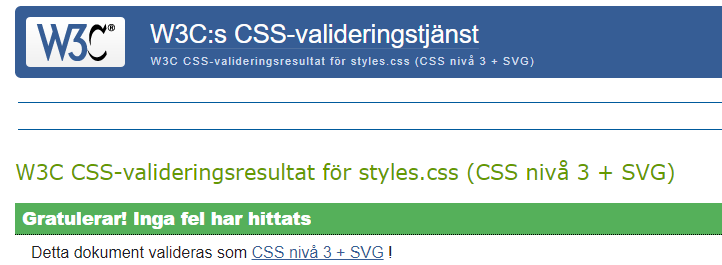 W3C® W3C:s CSS-valideringstjänst
W3C CSS-valideringsresultat för styles.css (CSS nivå 3 + SVG)
W3C CSS-valideringsresultat för styles.css (CSS nivå 3 + SVG)
Gratulerar! Inga fel har hittats
Detta dokument valideras som CSS nivå 3 + SVG !